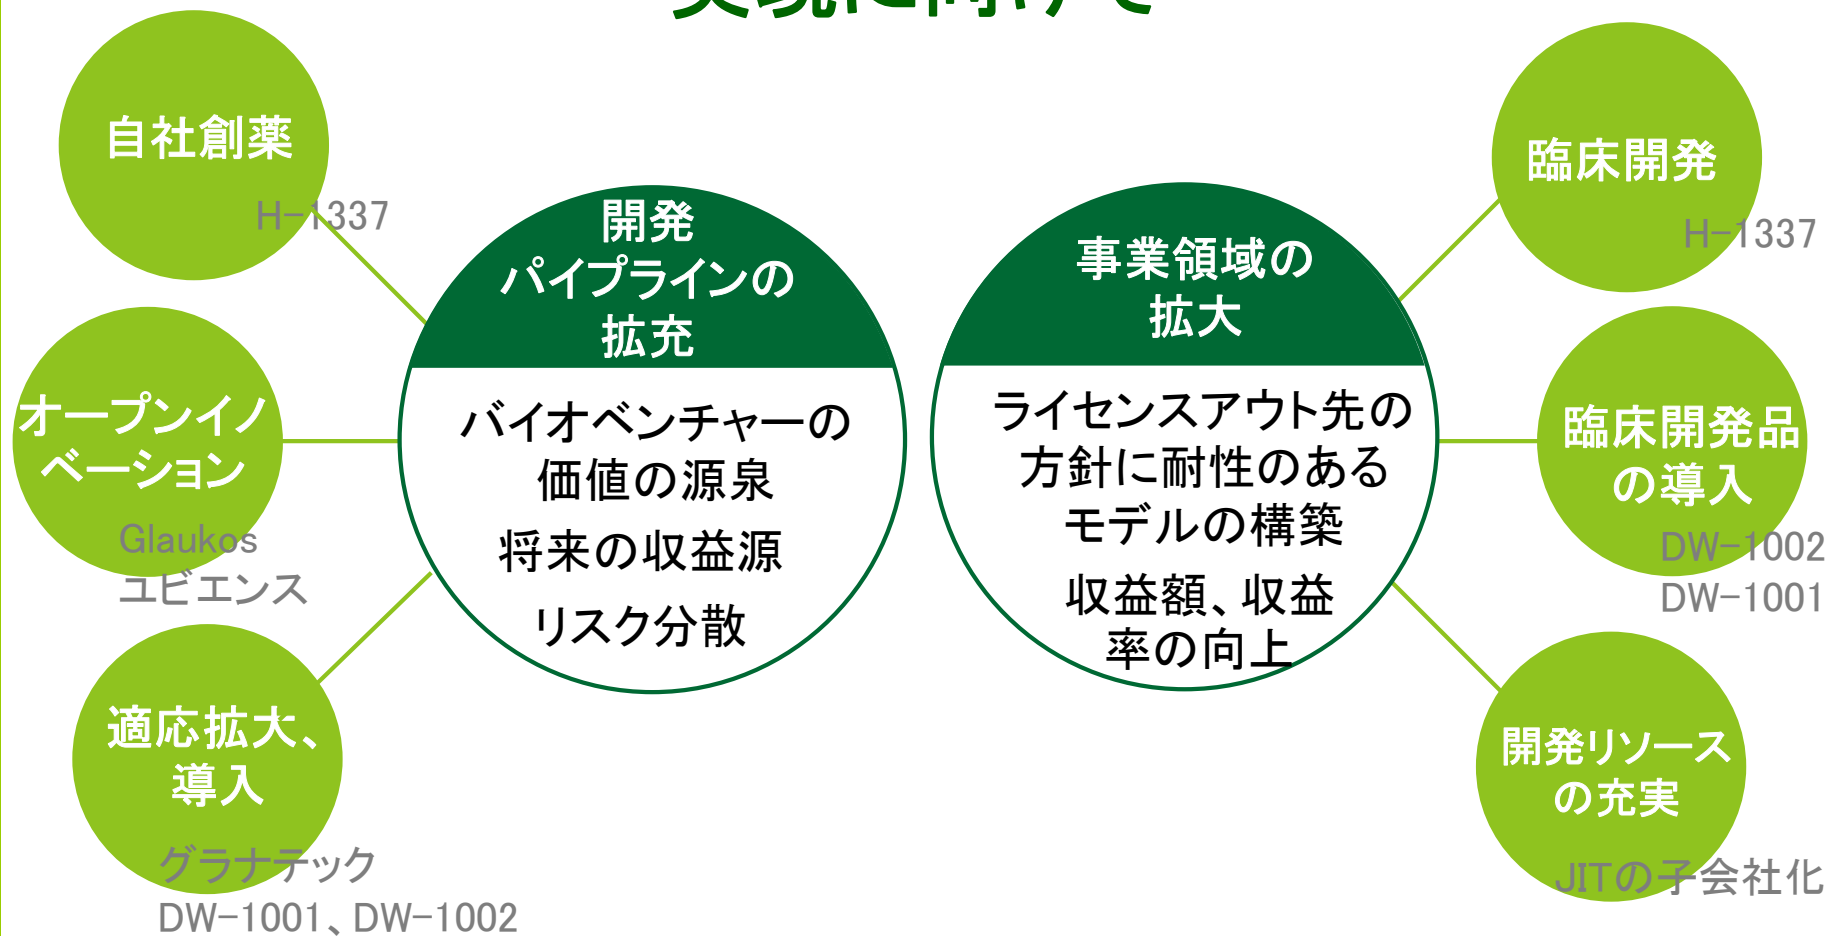 実現に向けて
自社創薬
H-1337
オープンイノ
ベーション
Glaukos
ユビエンス
適応拡大、
導入
グラナテック
DW-1001、DW-1002
開発
パイプラインの
拡充
バイオベンチャーの
価値の源泉
将来の収益源
リスク分散
事業領域の
拡大
ライセンスアウト先の
方針に耐性のある
モデルの構築
収益額、収益
率の向上
臨床開発
H-1337
臨床開発品
の導入
DW-1002
DW-1001
開発リソース
の充実
JITの子会社化